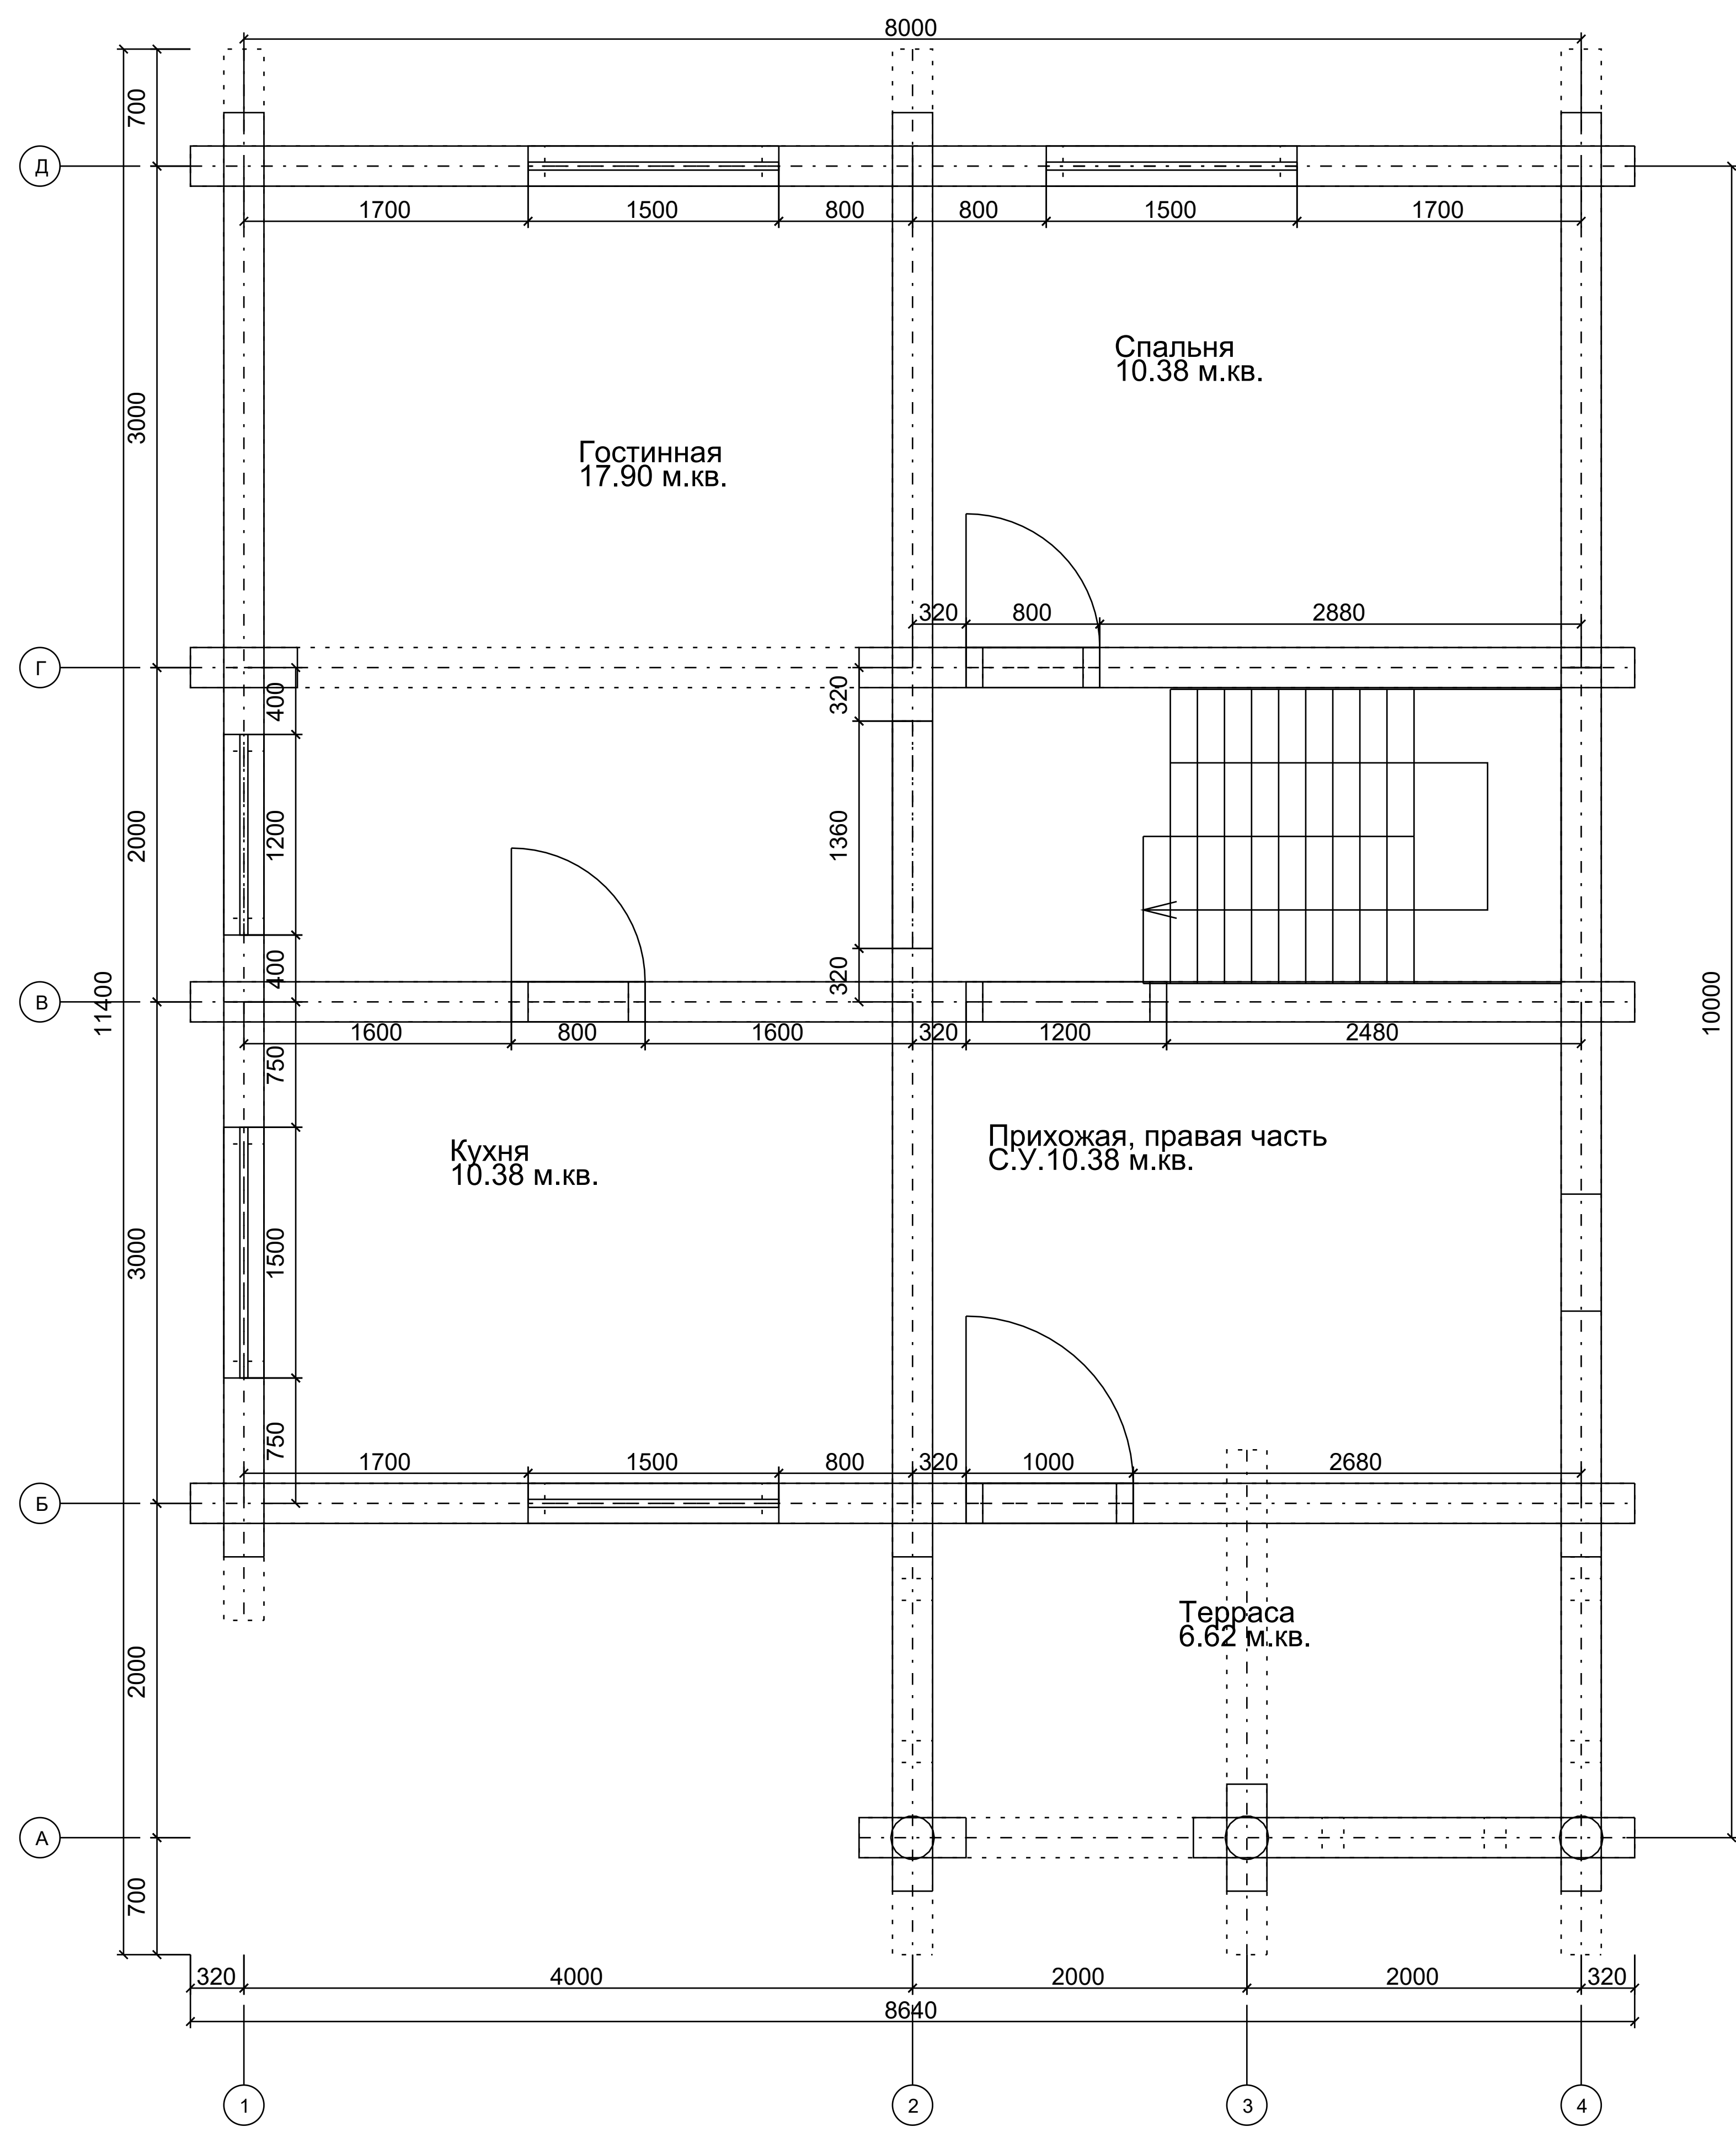 8000
700
Д
1700 1500 800 800 1500 1700
Спальня
10.38 м.кв.
3000
Гостинная
17.90 м.кв.
320 800 2880
Г
400
320
2000
1200
1360
400
320
11400
10000
В
1600 800 1600 320 1200 2480
750
Кухня
10.38 м.кв.
Прихожая, правая часть
С.У.10.38 м.кв.
3000
1500
750
1700 1500 800 320 1000 2680
Б
Терраса
6.62 м.кв.
2000
А
700
320 4000 2000 2000 320
8640
1 2 3 4